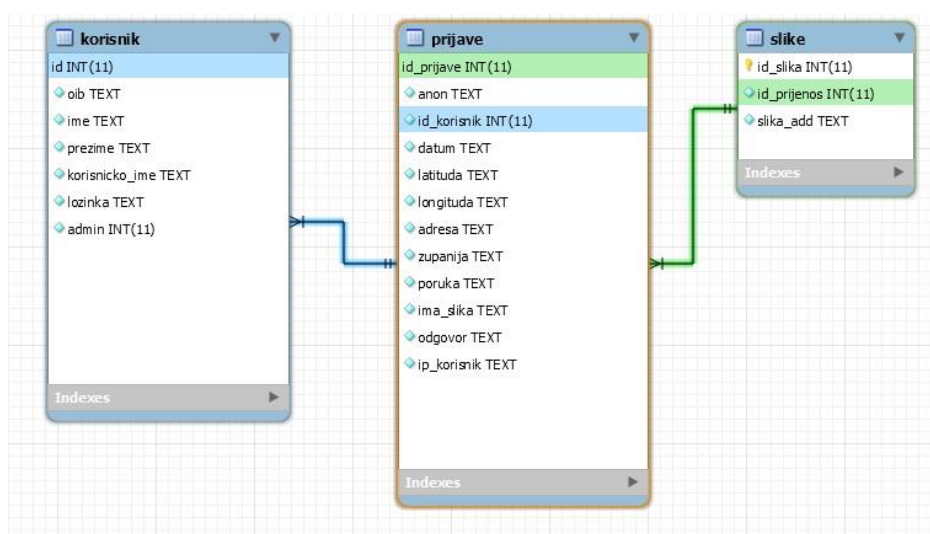 korisnik
id INT(11)
oib TEXT
ime TEXT
prezime TEXT
korisnicko_ime TEXT
lozinka TEXT
admin INT(11)
Indexes
prijave
id_prijave INT(11)
anon TEXT
id_korisnik INT(11)
datum TEXT
latituda TEXT
longituda TEXT
adresa TEXT
zupanija TEXT
poruka TEXT
ima_slika TEXT
odgovor TEXT
ip_korisnik TEXT
Indexes
slike
id_slika INT(11)
id_prijenos INT(11)
slika_add TEXT
Indexes